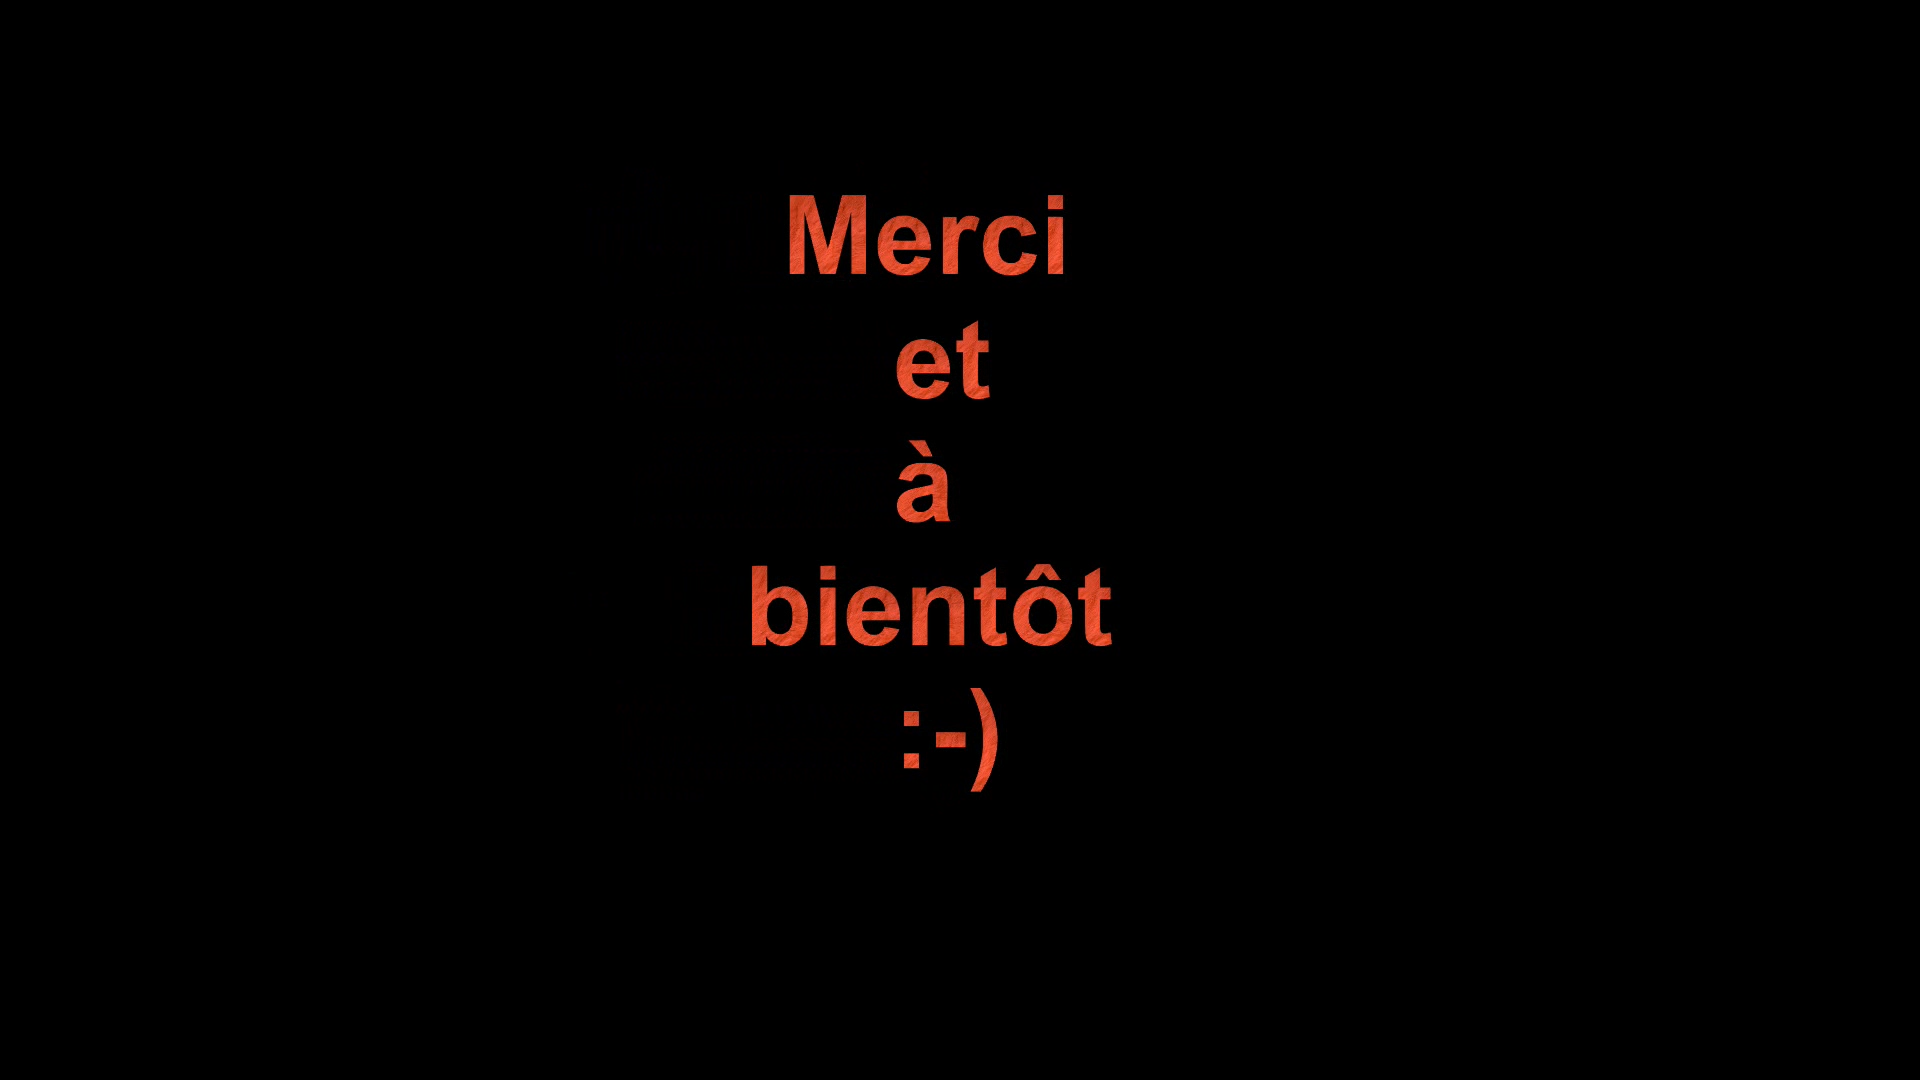 Merci
et
à
bientôt
:-)